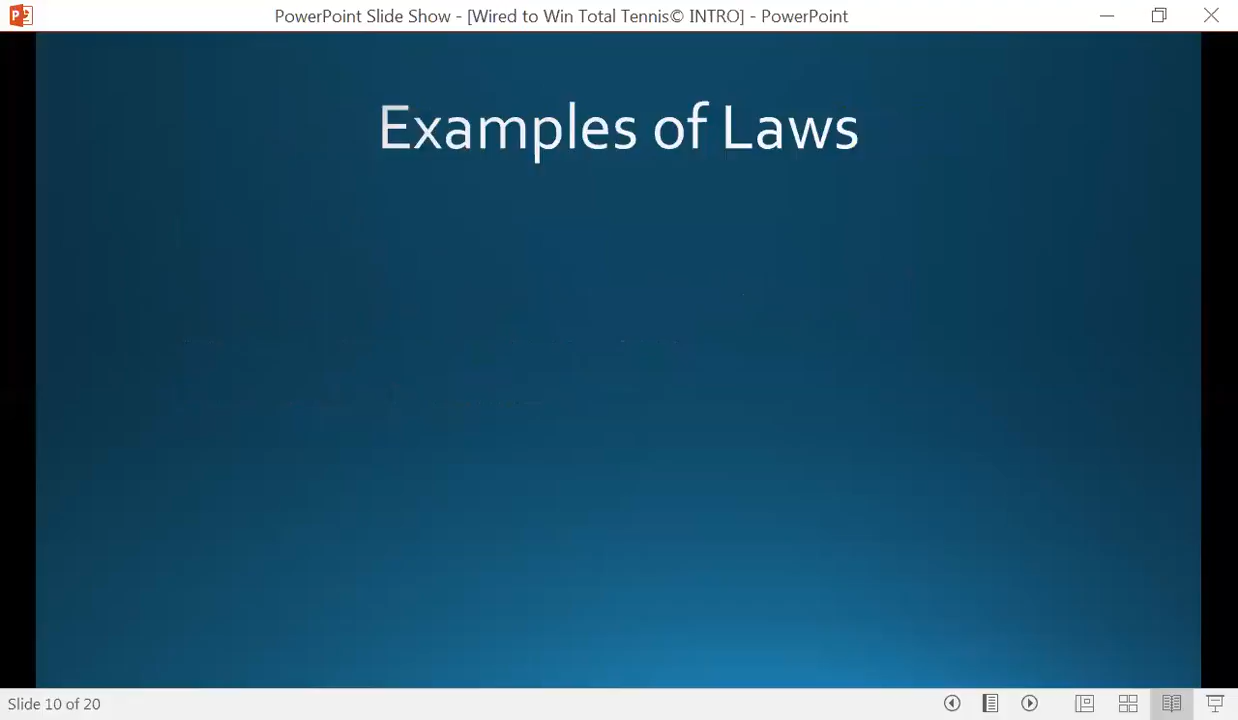 PowerPoint Slide Show - [Wired to Win Total Tennis© INTRO] - PowerPoint
Examples of Laws
Slide 10 of 20